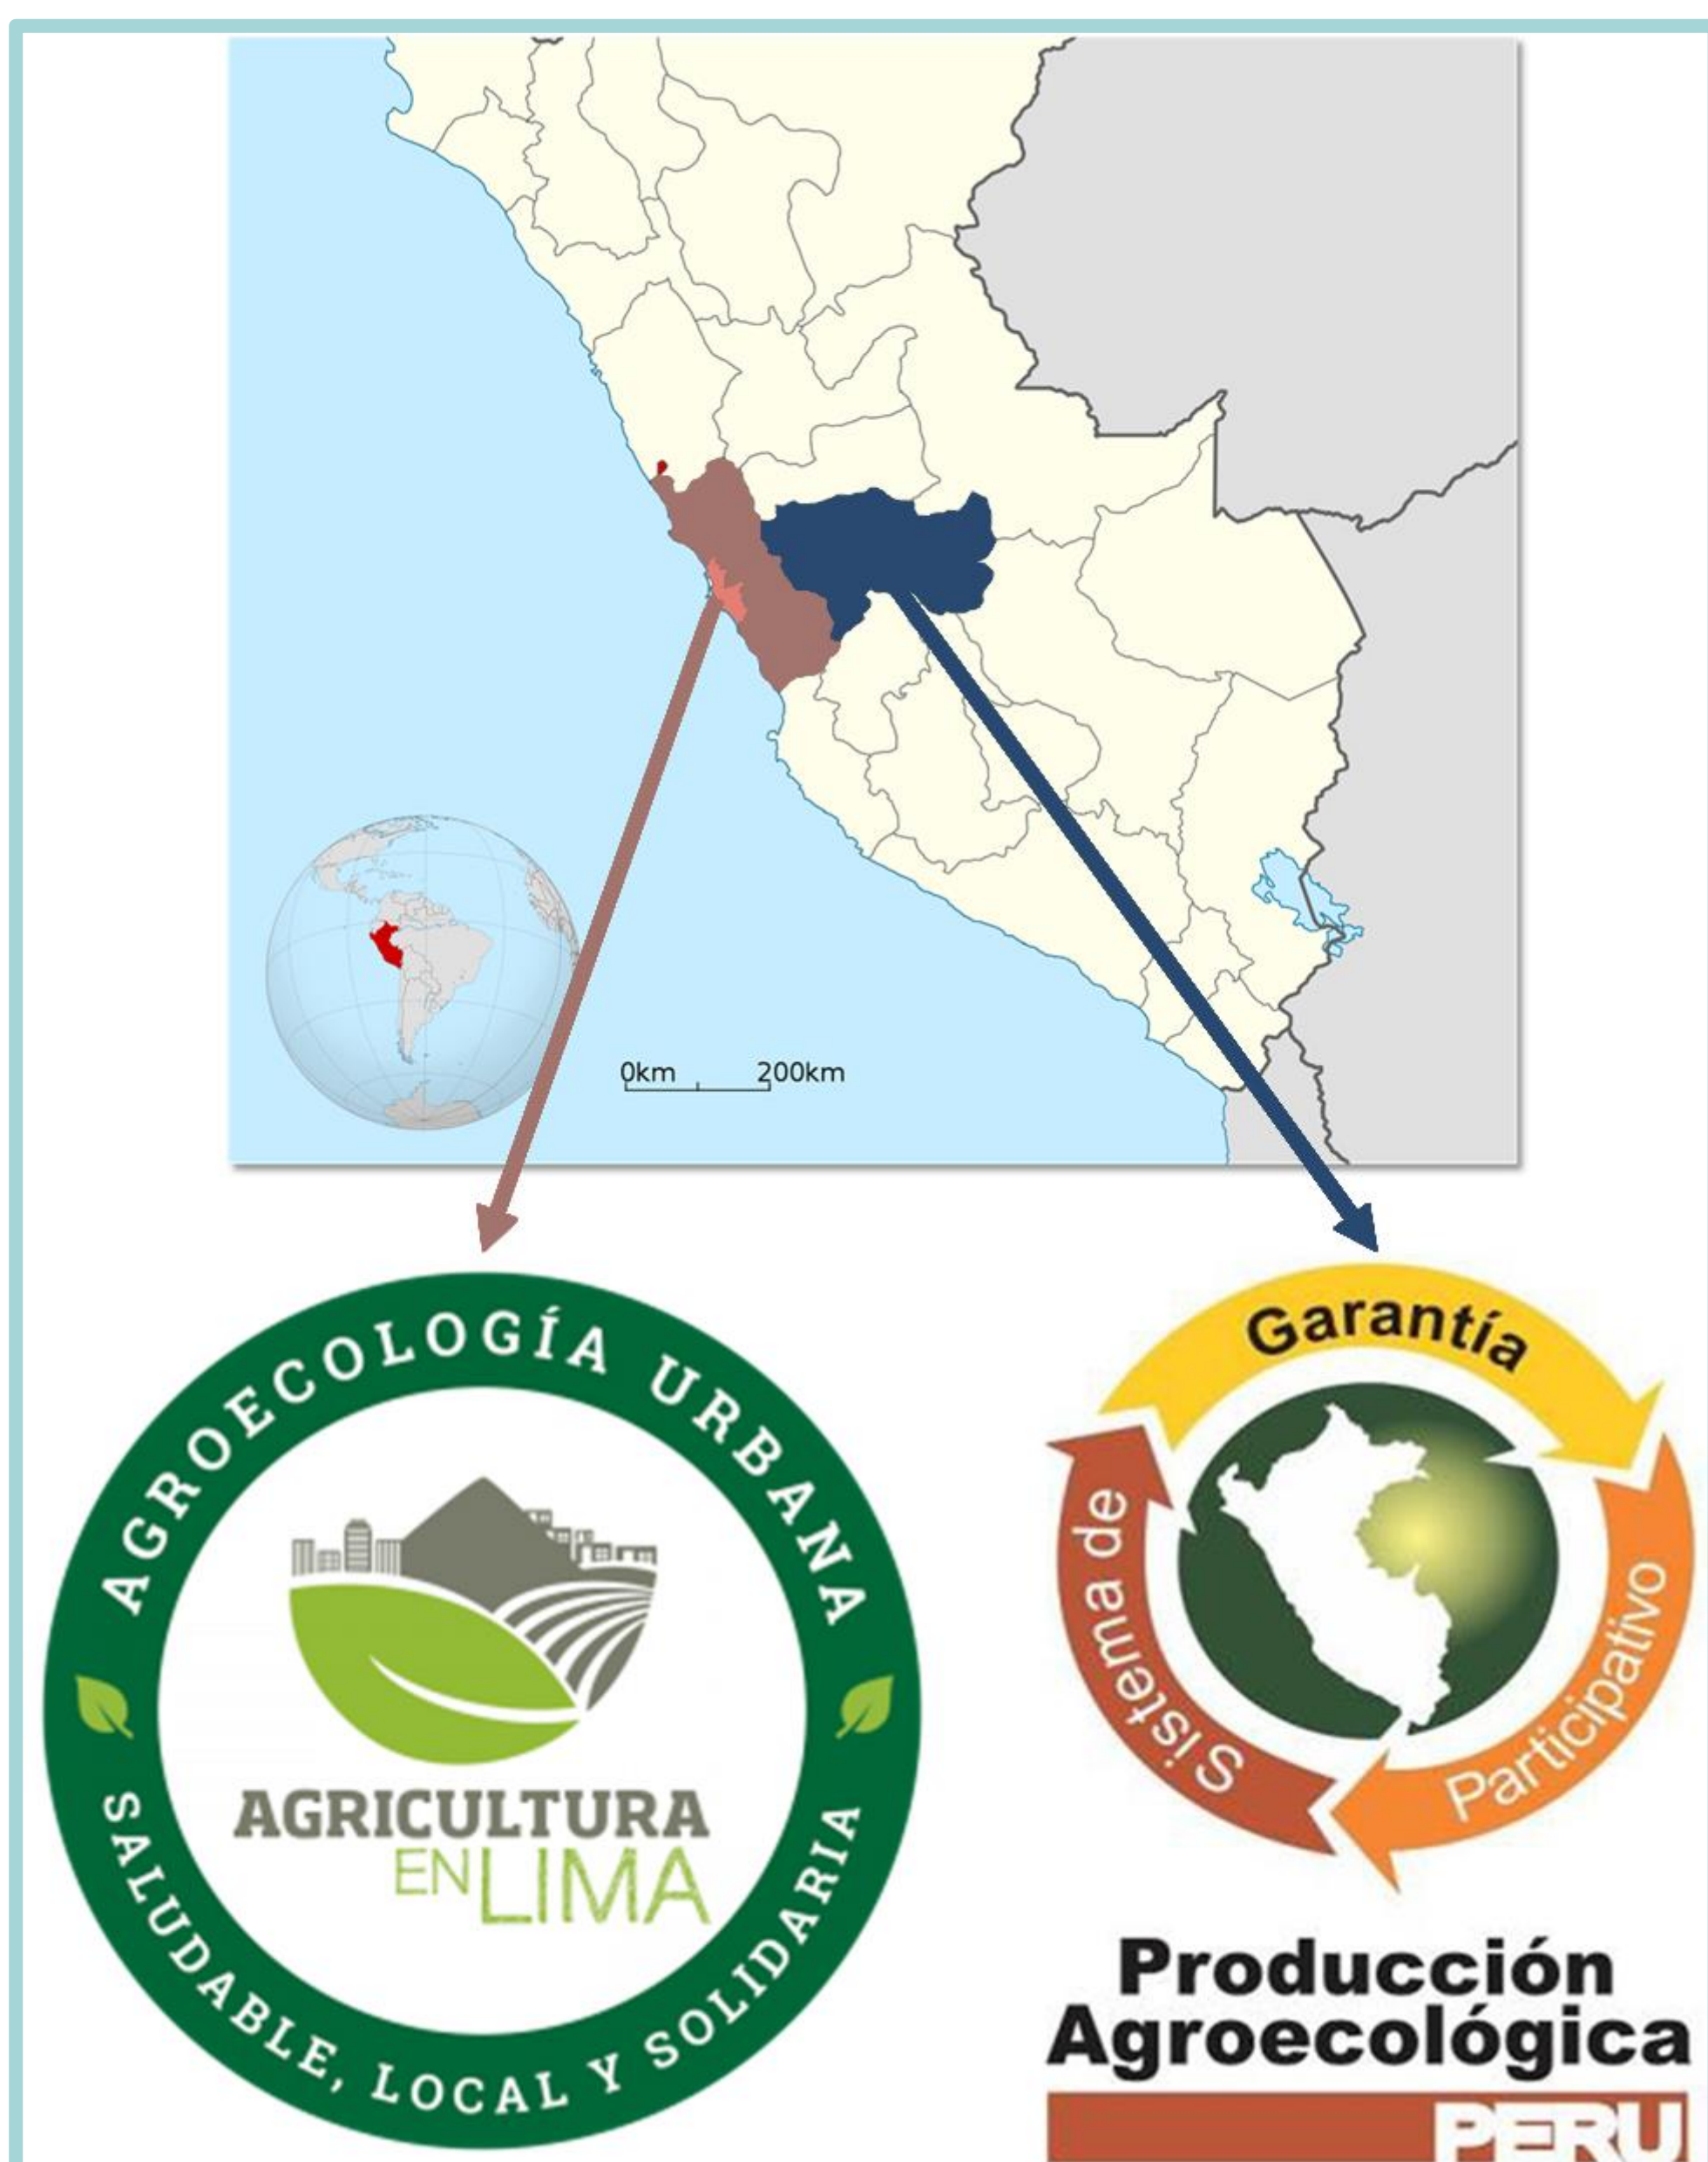 0km 200km
AGROECOLOGÍA URBANA
AGRICULTURA
EN LIMA
SALUDABLE, LOCAL Y SOLIDARIA
Sistema de
Garantía
Participativo
Producción
Agroecológica
PERU